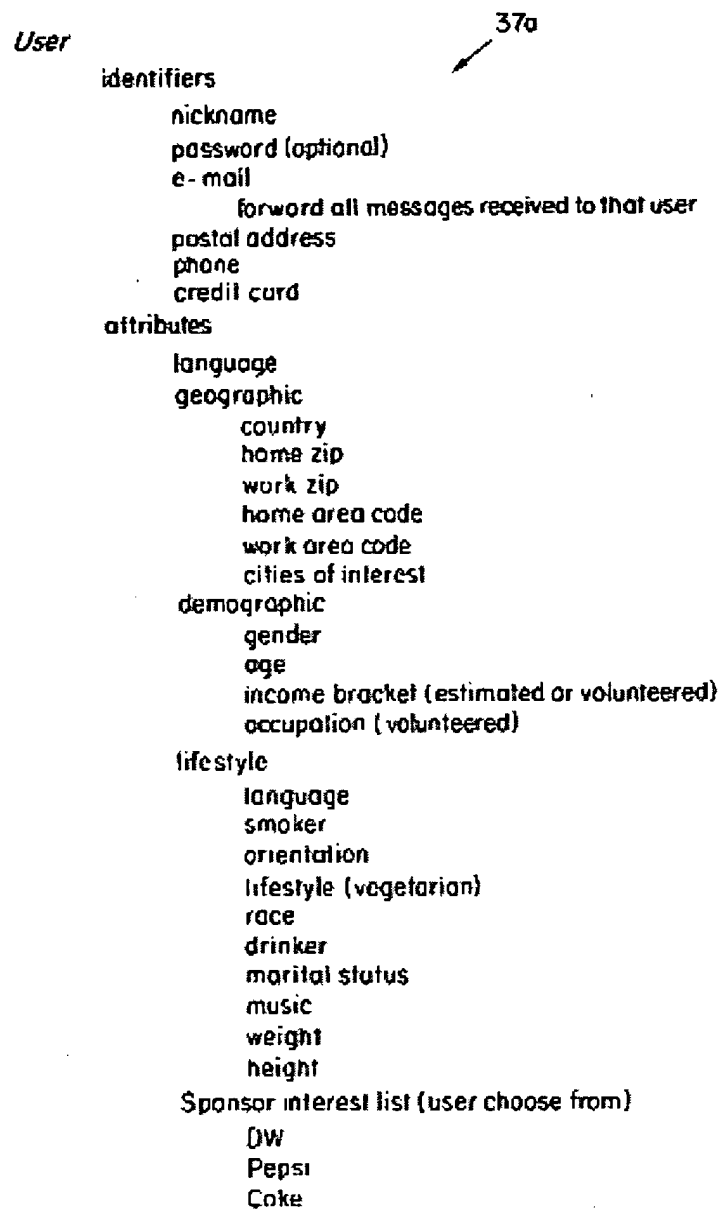 37a
User
identifiers
nickname
password (optional)
e-mail
forword all messages received to that user
postal address
phone
credit card
attributes
language
geographic
country
home zip
work zip
home area code
work area code
cities of interest
demographic
gender
age
income bracket (estimated or volunteered)
occupation (volunteered)
lifestyle
language
smoker
orientation
lifestyle (vegetarian)
race
drinker
marital status
music
weight
height
Sponsor interest list (user choose from)
DW
Pepsi
Coke